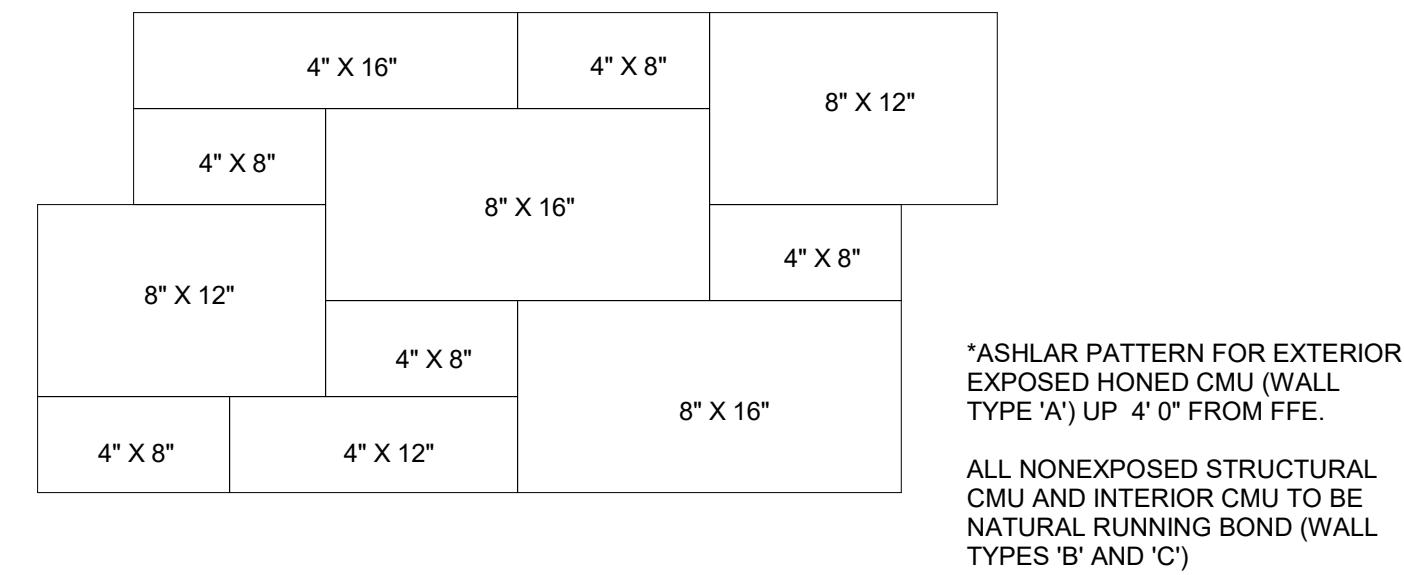 4" X 16"
4" X 8"
8" X 12"
4" X 8"
8" X 16"
4" X 8"
8" X 12"
4" X 8"
8" X 16"
4" X 8"
4" X 12"
*ASHLAR PATTERN FOR EXTERIOR
EXPOSED HONED CMU (WALL
TYPE 'A') UP 4' 0" FROM FFE.
ALL NONEXPOSED STRUCTURAL
CMU AND INTERIOR CMU TO BE
NATURAL RUNNING BOND (WALL
TYPES 'B' AND 'C')